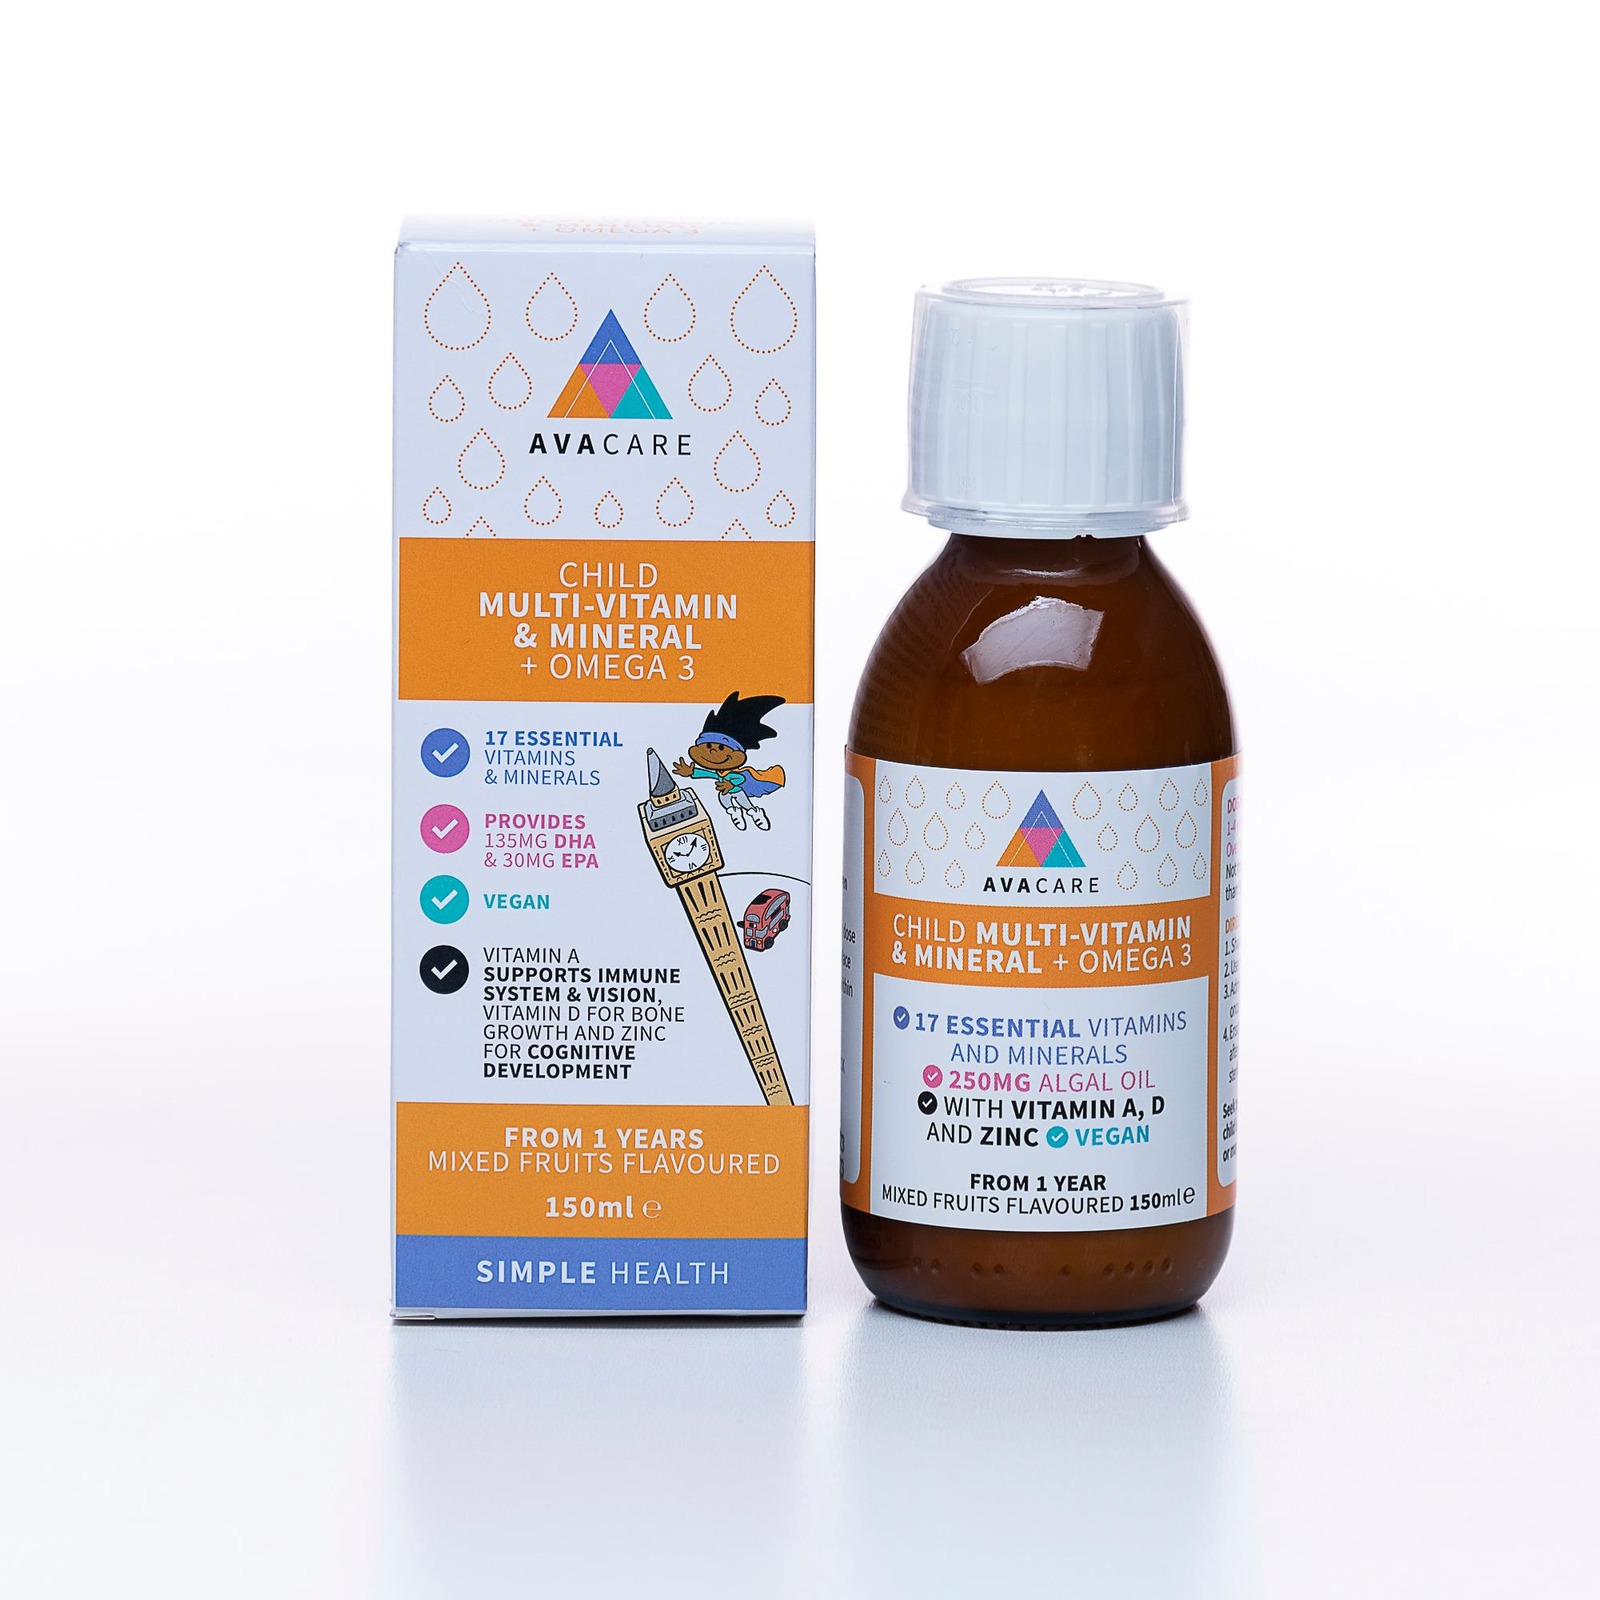 & MINERAL
+ OMEGA 3
AVACARE
CHILD
MULTI-VITAMIN
& MINERAL
+ OMEGA 3
17 ESSENTIAL
VITAMINS
& MINERALS
PROVIDES
135MG DHA
& 30MG EPA
VEGAN
VITAMIN A
SUPPORTS IMMUNE
SYSTEM & VISION,
VITAMIN D FOR BONE
GROWTH AND ZINC
FOR COGNITIVE
DEVELOPMENT
FROM 1 YEARS
MIXED FRUITS FLAVOURED
150ml e
SIMPLE HEALTH
AVACARE
CHILD MULTI-VITAMIN
& MINERAL + OMEGA 3
17 ESSENTIAL VITAMINS
AND MINERALS
250MG ALGAL OIL
WITH VITAMIN A, D
AND ZINC VEGAN
FROM 1 YEAR
MIXED FRUITS FLAVOURED 150ml e